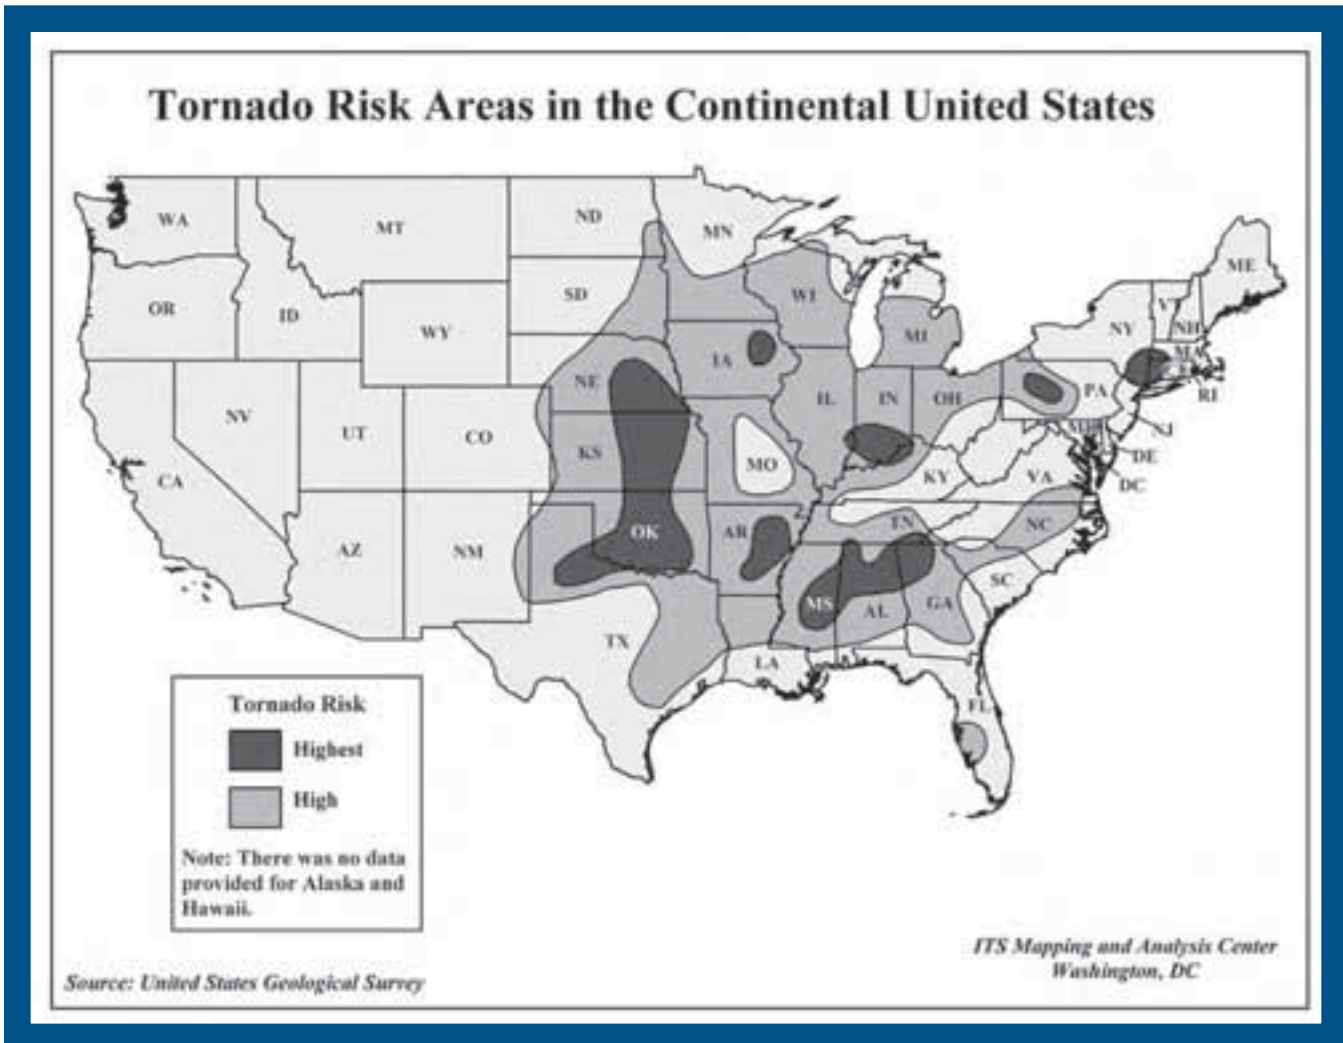 Tornado Risk Areas in the Continental United States
WA
MT
ND
MN
ME
OR
ID
SD
WI
MI
NY
VT
NH
WY
MA
IA
NE
CT
RI
PA
NV
UT
CO
IL
IN
OH
NJ
KS
MO
MD
DE
CA
KY
VA
DC
AZ
NM
OK
AR
TN
NC
SC
MS
AL
GA
TX
LA
FL
Tornado Risk
Highest
High
Note: There was no data
provided for Alaska and
Hawaii.
ITS Mapping and Analysis Center
Washington, DC
Source: United States Geological Survey